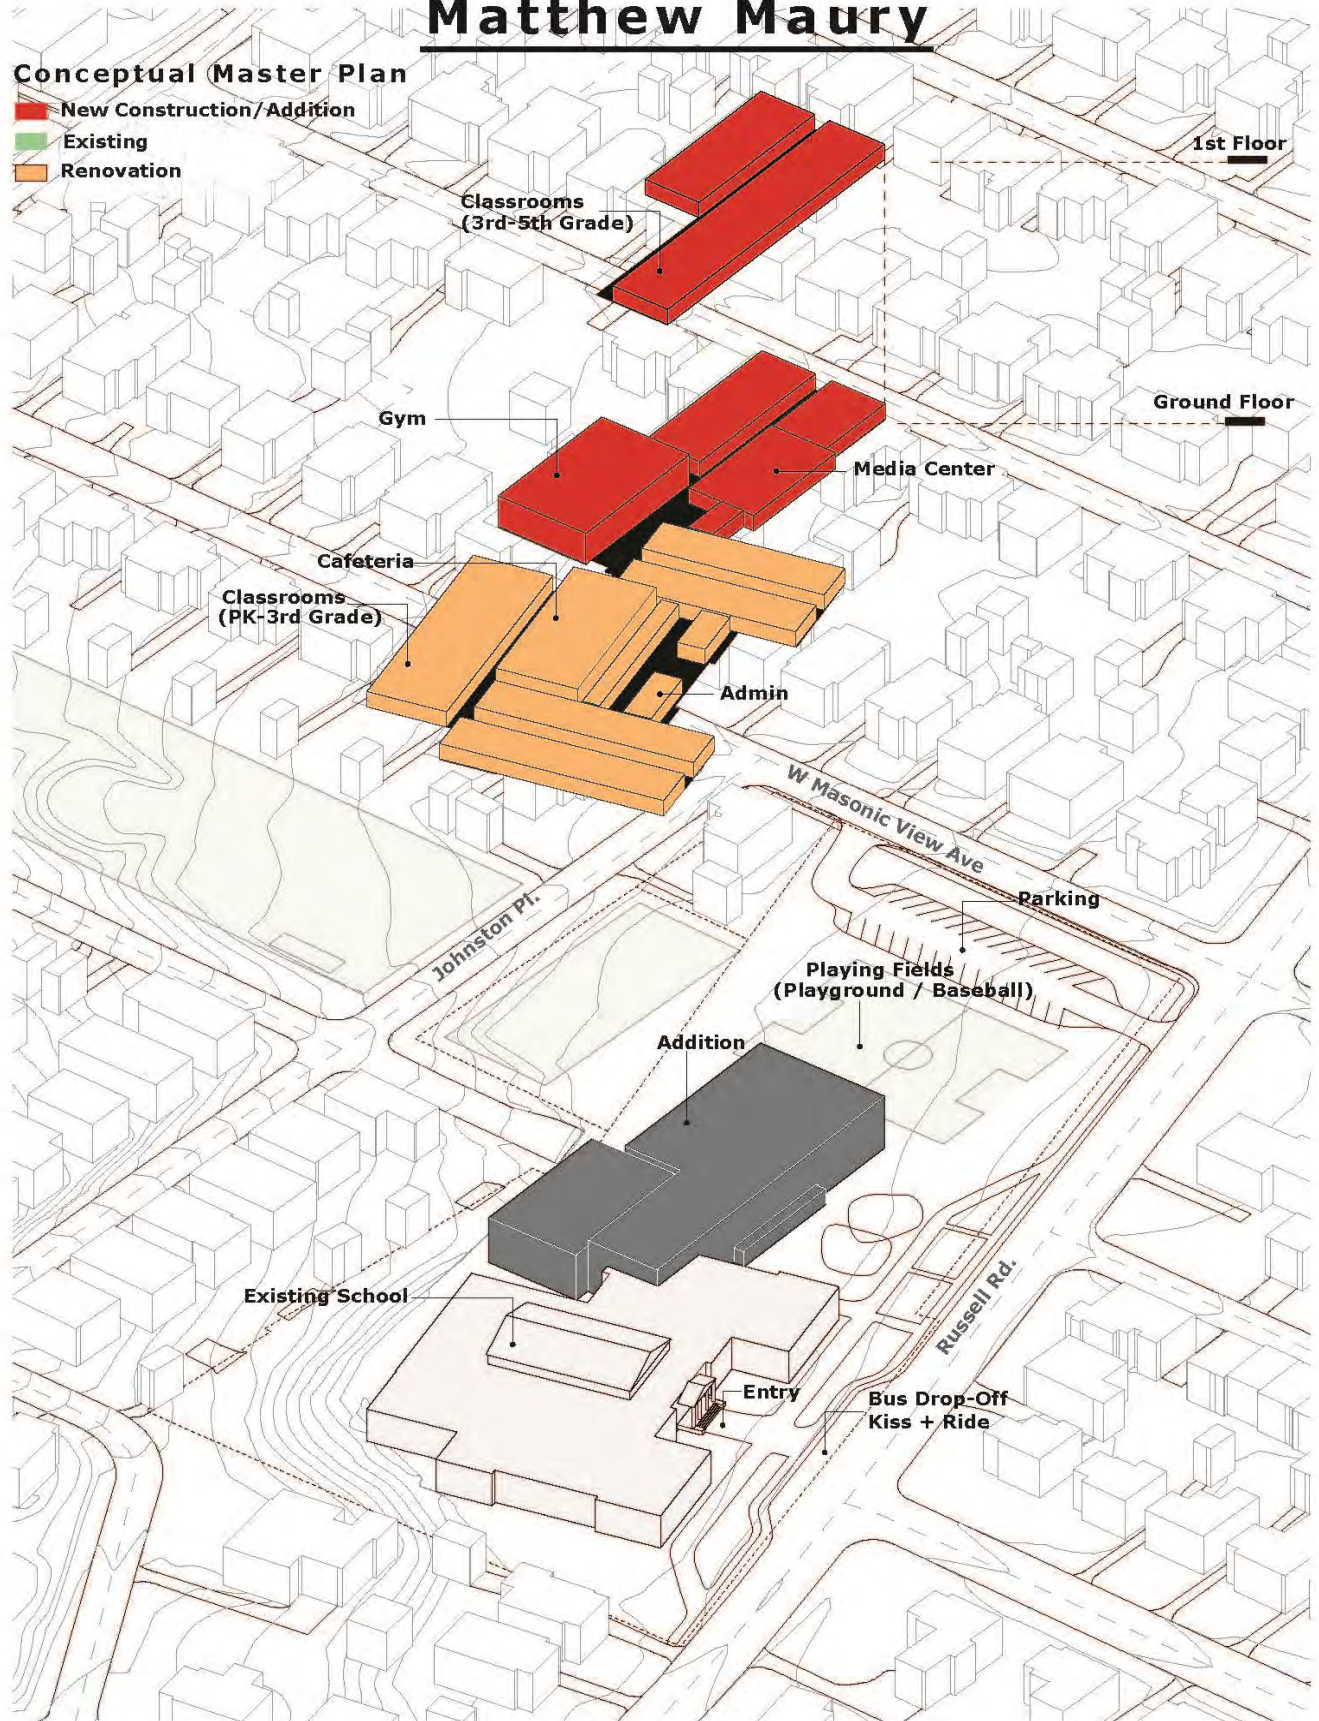 Matthew Maury
Conceptual Master Plan
New Construction/Addition
Existing
Renovation
1st Floor
Classrooms
(3rd-5th Grade)
Ground Floor
Gym
Media Center
Cafeteria
Classrooms
(PK-3rd Grade)
Admin
W Masonic View Ave
Parking
Johnston Pl.
Playing Fields
(Playground / Baseball)
Addition
Existing School
Russell Rd.
Entry
Bus Drop-Off
Kiss + Ride